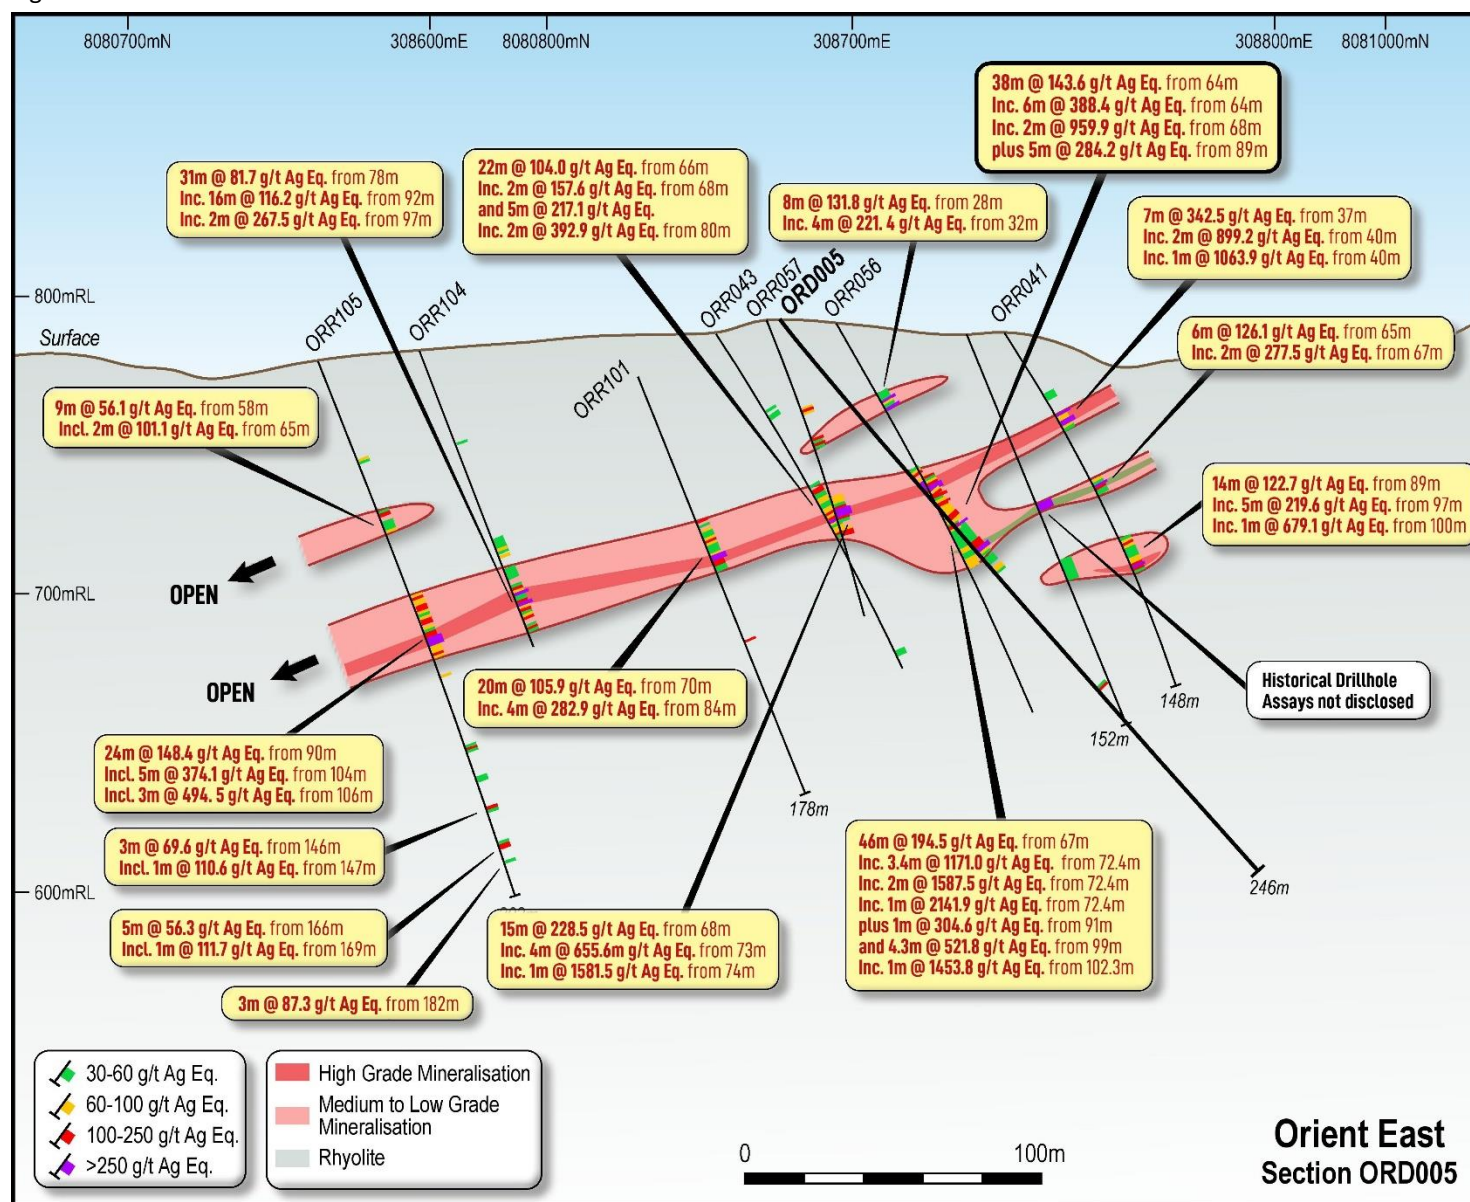 8080700mN 308600mE 8080800mN 308700mE 308800mE 8081000mN
38m @ 143.6 g/t Ag Eq. from 64m
Inc. 6m @ 388.4 g/t Ag Eq. from 64m
Inc. 2m @ 959.9 g/t Ag Eq. from 68m
plus 5m @ 284.2 g/t Ag Eq. from 89m
31m @ 81.7 g/t Ag Eq. from 78m
Inc. 16m @ 116.2 g/t Ag Eq. from 92m
Inc. 2m @ 267.5 g/t Ag Eq. from 97m
22m @ 104.0 g/t Ag Eq. from 66m
Inc. 2m @ 157.6 g/t Ag Eq. from 68m
and 5m @ 217.1 g/t Ag Eq.
Inc. 2m @ 392.9 g/t Ag Eq. from 80m
8m @ 131.8 g/t Ag Eq. from 28m
Inc. 4m @ 221. 4 g/t Ag Eq. from 32m
7m @ 342.5 g/t Ag Eq. from 37m
Inc. 2m @ 899.2 g/t Ag Eq. from 40m
Inc. 1m @ 1063.9 g/t Ag Eq. from 40m
800mRL
Surface
ORR105
ORR104
ORR101
ORR043
ORR057
ORD005
ORR056
ORR041
6m @ 126.1 g/t Ag Eq. from 65m
Inc. 2m @ 277.5 g/t Ag Eq. from 67m
9m @ 56.1 g/t Ag Eq. from 58m
Incl. 2m @ 101.1 g/t Ag Eq. from 65m
14m @ 122.7 g/t Ag Eq. from 89m
Inc. 5m @ 219.6 g/t Ag Eq. from 97m
Inc. 1m @ 679.1 g/t Ag Eq. from 100m
700mRL
OPEN
OPEN
20m @ 105.9 g/t Ag Eq. from 70m
Inc. 4m @ 282.9 g/t Ag Eq. from 84m
Historical Drillhole
Assays not disclosed
148m
152m
178m
246m
24m @ 148.4 g/t Ag Eq. from 90m
Incl. 5m @ 374.1 g/t Ag Eq. from 104m
Incl. 3m @ 494. 5 g/t Ag Eq. from 106m
3m @ 69.6 g/t Ag Eq. from 146m
Incl. 1m @ 110.6 g/t Ag Eq. from 147m
46m @ 194.5 g/t Ag Eq. from 67m
Inc. 3.4m @ 1171.0 g/t Ag Eq. from 72.4m
Inc. 2m @ 1587.5 g/t Ag Eq. from 72.4m
Inc. 1m @ 2141.9 g/t Ag Eq. from 72.4m
plus 1m @ 304.6 g/t Ag Eq. from 91m
and 4.3m @ 521.8 g/t Ag Eq. from 99m
Inc. 1m @ 1453.8 g/t Ag Eq. from 102.3m
600mRL
5m @ 56.3 g/t Ag Eq. from 166m
Incl. 1m @ 111.7 g/t Ag Eq. from 169m
15m @ 228.5 g/t Ag Eq. from 68m
Inc. 4m @ 655.6m g/t Ag Eq. from 73m
Inc. 1m @ 1581.5 g/t Ag Eq. from 74m
3m @ 87.3 g/t Ag Eq. from 182m
30-60 g/t Ag Eq.
60-100 g/t Ag Eq.
100-250 g/t Ag Eq.
>250 g/t Ag Eq.
High Grade Mineralisation
Medium to Low Grade
Mineralisation
Rhyolite
0 100m
Orient East
Section ORD005